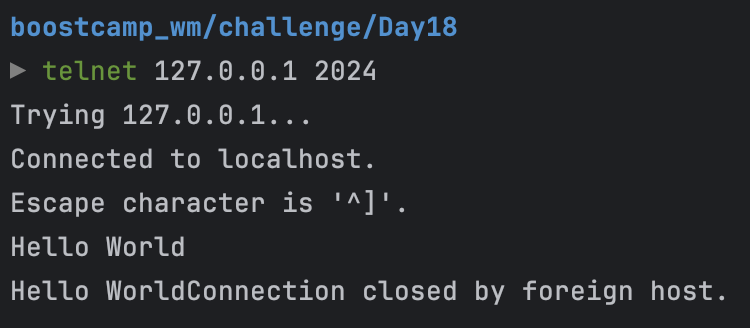 boostcamp_wm/challenge/Day18
▶ telnet 127.0.0.1 2024
Trying 127.0.0.1...
Connected to localhost.
Escape character is '^]'.
Hello World
Hello WorldConnection closed by foreign host.